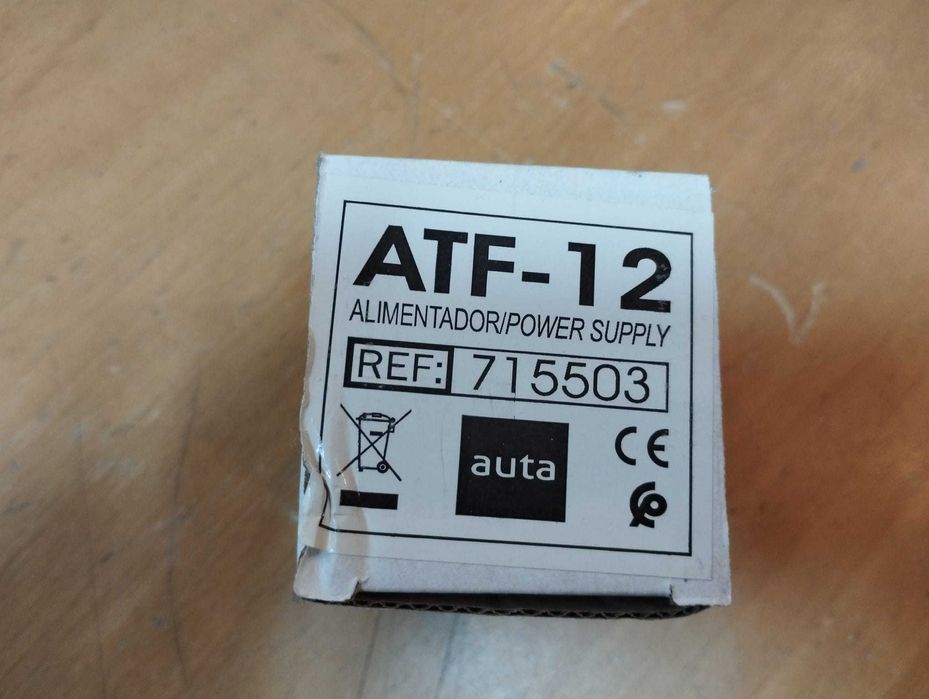 ATF-12
ALIMENTADOR/POWER SUPPLY
REF: 715503
auta
CE